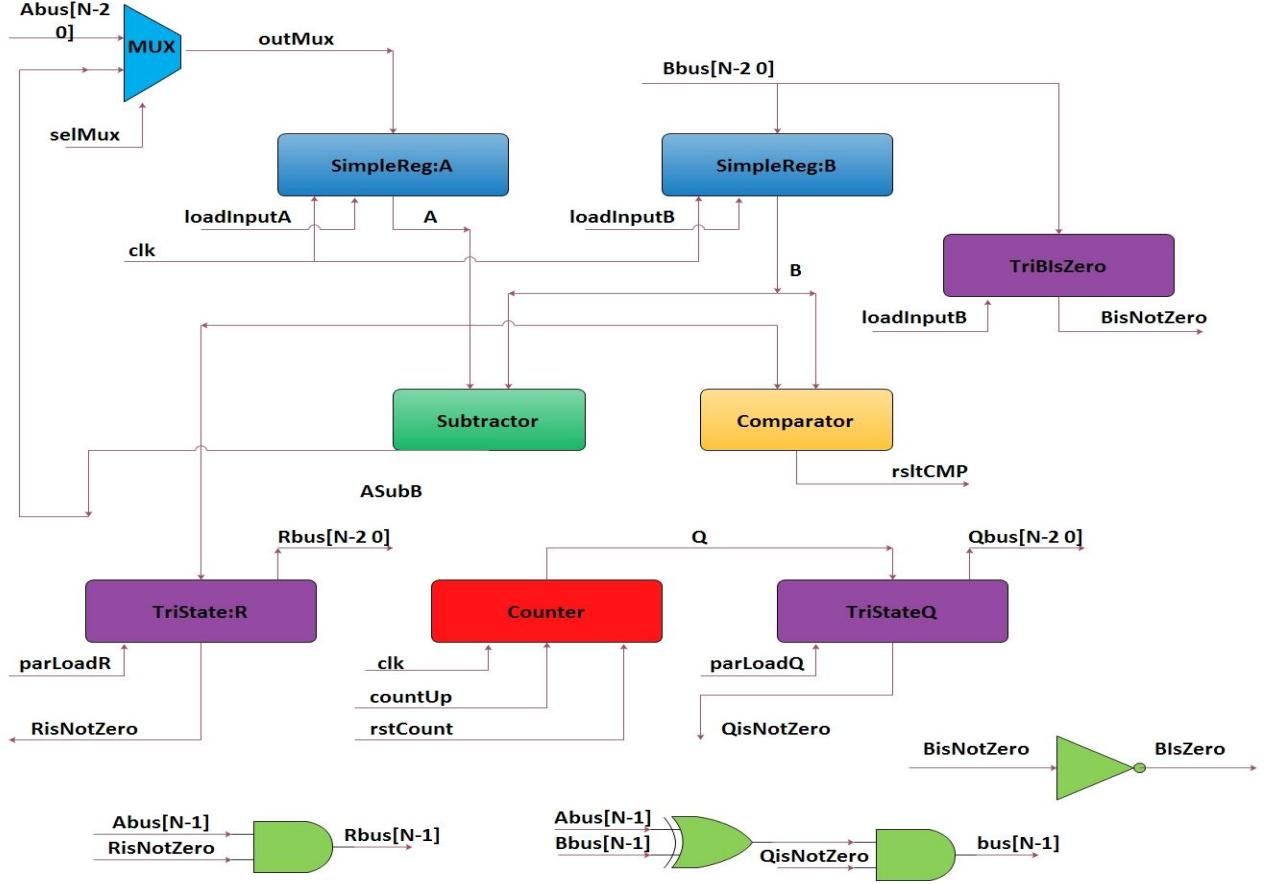 Abus[N-2
0]
MUX
outMux
Bbus[N-2 0]
selMux
SimpleReg:A
SimpleReg:B
loadInputA
A
loadInputB
clk
B
TriBIsZero
loadInputB
BisNotZero
Subtractor
Comparator
rsltCMP
ASubB
Rbus[N-2 0]
Q
Qbus[N-2 0]
TriState:R
Counter
TriStateQ
parLoadR
clk
parLoadQ
countUp
RisNotZero
rstCount
QisNotZero
BisNotZero
BIsZero
Abus[N-1]
RisNotZero
Rbus[N-1]
Abus[N-1]
Bbus[N-1]
QisNotZero
bus[N-1]